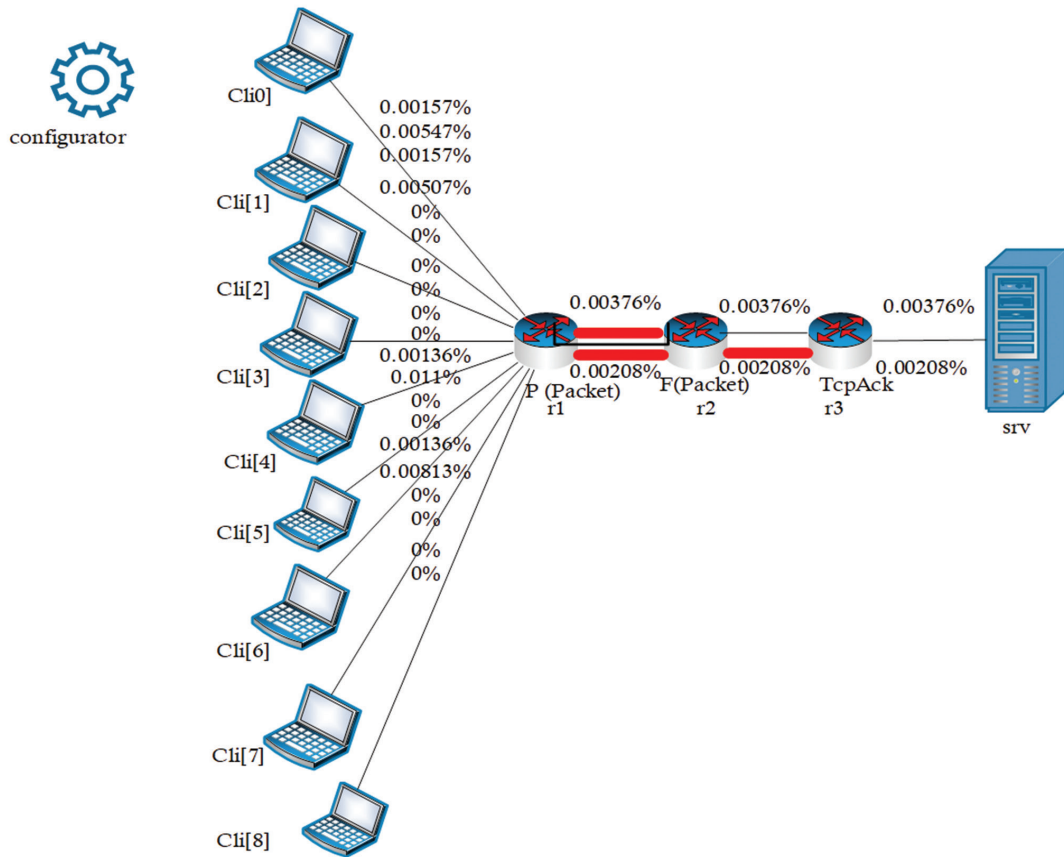 configurator
Cli0]
Cli[1]
Cli[2]
Cli[3]
Cli[4]
Cli[5]
Cli[6]
Cli[7]
Cli[8]
0.00157%
0.00547%
0.00157%
0.00507%
0%
0%
0%
0%
0%
0%
0.00136%
0.011%
0%
0%
0.00136%
0.00813%
0%
0%
0%
0%
0.00376%
0.00376%
0.00376%
0.00208%
0.00208%
0.00208%
P (Packet)
r1
F(Packet)
r2
TcpAck
r3
srv